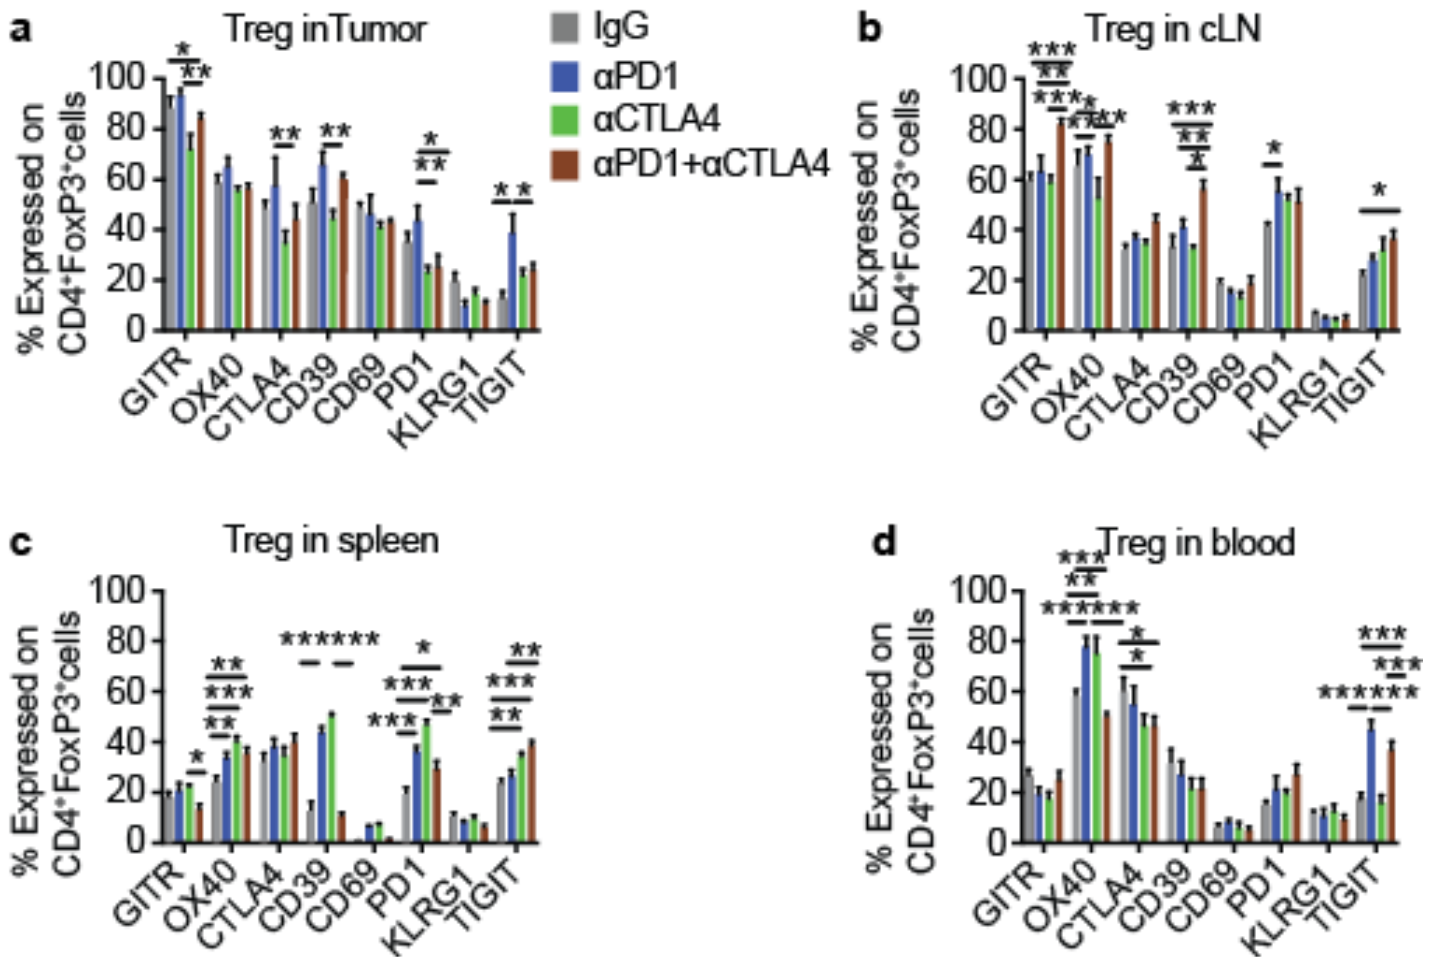 a
Treg inTumor
IgG
αPD1
αCTLA4
αPD1+αCTLA4
% Expressed on
CD4⁺FoxP3⁺cells
100
80
60
40
20
0
* ** ** ** * ** * *
GITR
OX40
CTLA4
CD39
CD69
PD1
KLRG1
TIGIT
b
Treg in cLN
% Expressed on
CD4⁺FoxP3⁺cells
100
80
60
40
20
0
***
**
***
*
**
**
***
**
*
*
*
GITR
OX40
CTLA4
CD39
CD69
PD1
KLRG1
TIGIT
c
Treg in spleen
% Expressed on
CD4⁺FoxP3⁺cells
100
80
60
40
20
0
*
**
***
**
******
*
***
***
**
**
***
**
GITR
OX40
CTLA4
CD39
CD69
PD1
KLRG1
TIGIT
d
Treg in blood
% Expressed on
CD4⁺FoxP3⁺cells
100
80
60
40
20
0
***
**
******
*
*
***
***
******
GITR
OX40
CTLA4
CD39
CD69
PD1
KLRG1
TIGIT